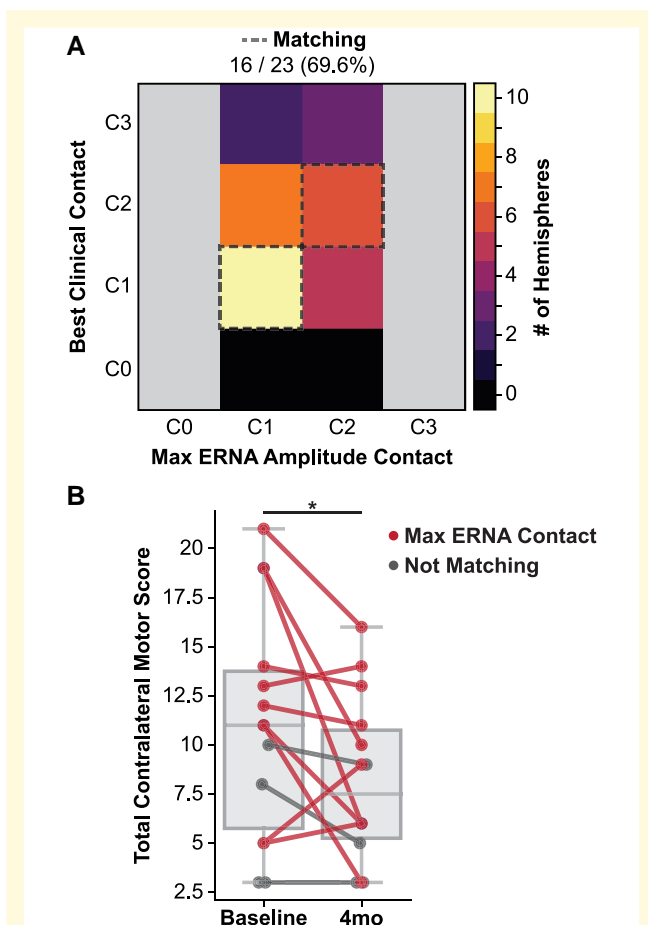 A
Matching
16 / 23 (69.6%)
C3
C2
C1
C0
Best Clinical Contact
C0 C1 C2 C3
Max ERNA Amplitude Contact
10
8
6
4
2
0
# of Hemispheres
B
*
Max ERNA Contact
Not Matching
Total Contralateral Motor Score
20
17.5
15
12.5
10
7.5
5
2.5
Baseline 4mo